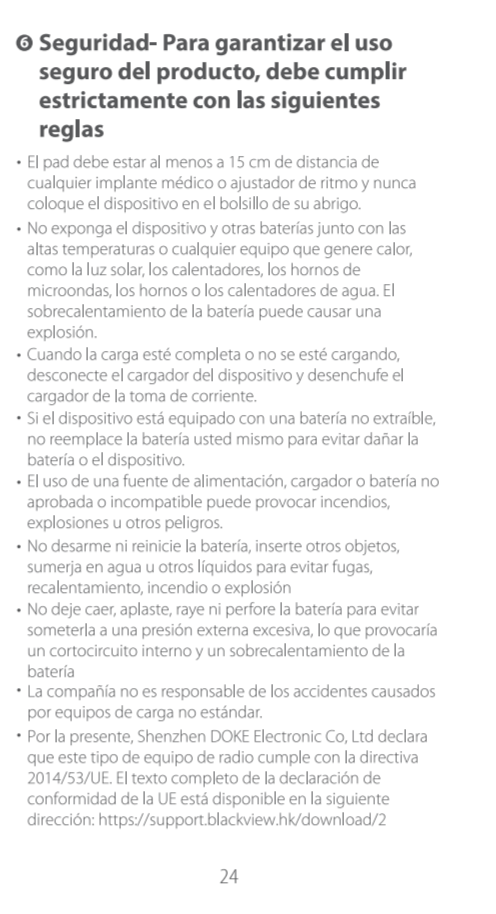 ❻ Seguridad- Para garantizar el uso
seguro del producto, debe cumplir
estrictamente con las siguientes
reglas
• El pad debe estar al menos a 15 cm de distancia de
cualquier implante médico o ajustador de ritmo y nunca
coloque el dispositivo en el bolsillo de su abrigo.
• No exponga el dispositivo y otras baterías junto con las
altas temperaturas o cualquier equipo que genere calor,
como la luz solar, los calentadores, los hornos de
microondas, los hornos o los calentadores de agua. El
sobrecalentamiento de la batería puede causar una
explosión.
• Cuando la carga esté completa o no se esté cargando,
desconecte el cargador del dispositivo y desenchufe el
cargador de la toma de corriente.
• Si el dispositivo está equipado con una batería no extraíble,
no reemplace la batería usted mismo para evitar dañar la
batería o el dispositivo.
• El uso de una fuente de alimentación, cargador o batería no
aprobada o incompatible puede provocar incendios,
explosiones u otros peligros.
• No desarme ni reinicie la batería, inserte otros objetos,
sumerja en agua u otros líquidos para evitar fugas,
recalentamiento, incendio o explosión
• No deje caer, aplaste, raye ni perfore la batería para evitar
someterla a una presión externa excesiva, lo que provocaría
un cortocircuito interno y un sobrecalentamiento de la
batería
• La compañía no es responsable de los accidentes causados
por equipos de carga no estándar.
• Por la presente, Shenzhen DOKE Electronic Co, Ltd declara
que este tipo de equipo de radio cumple con la directiva
2014/53/UE. El texto completo de la declaración de
conformidad de la UE está disponible en la siguiente
dirección: https://support.blackview.hk/download/2
24